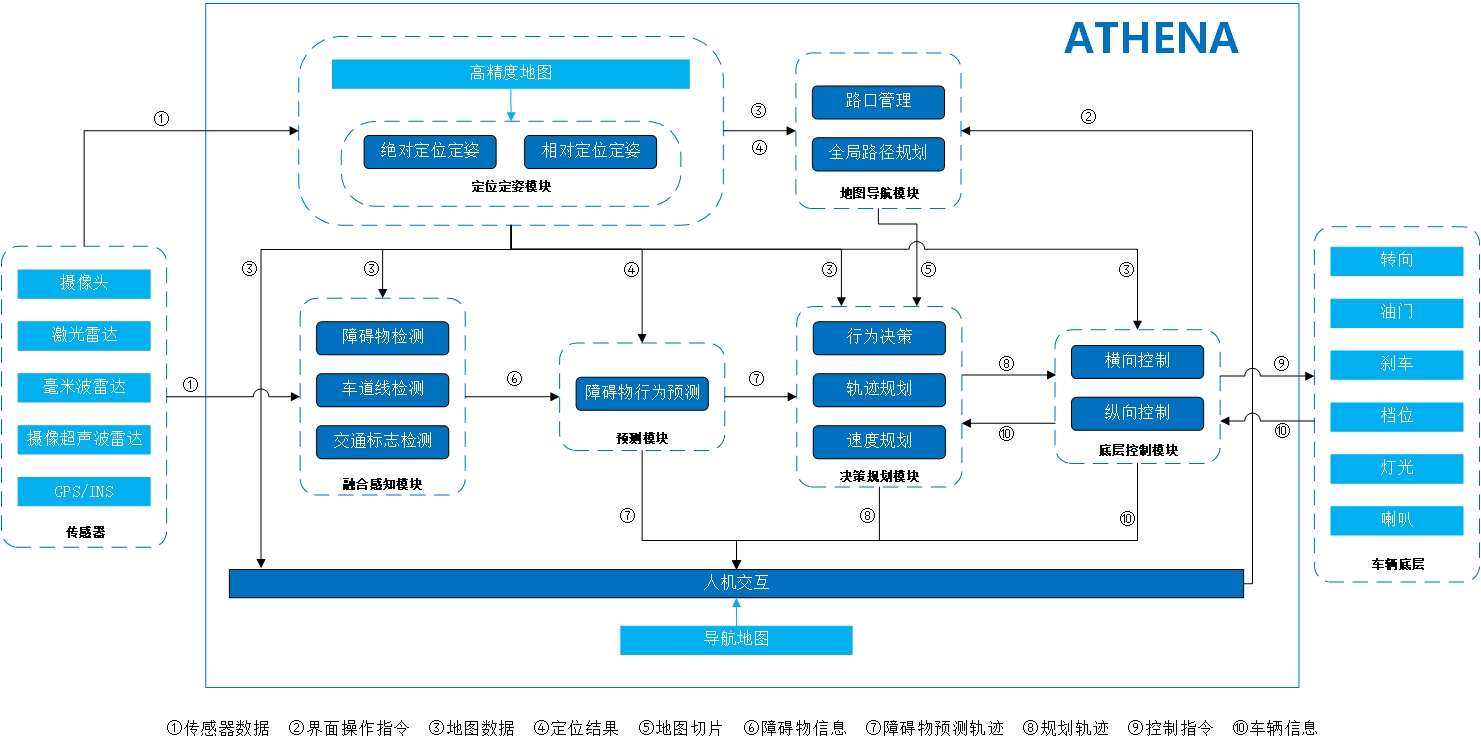 ATHENA
高精度地图
绝对定位定姿
相对定位定姿
定位定姿模块
①
③
④
路口管理
全局路径规划
地图导航模块
②
③
③
④
③
⑤
③
摄像头
激光雷达
毫米波雷达
摄像超声波雷达
GPS/INS
传感器
①
障碍物检测
车道线检测
交通标志检测
融合感知模块
⑥
障碍物行为预测
预测模块
⑦
行为决策
轨迹规划
速度规划
决策规划模块
⑧
⑩
横向控制
纵向控制
底层控制模块
⑨
⑩
转向
油门
刹车
档位
灯光
喇叭
车辆底层
⑦
⑧
⑩
人机交互
导航地图
①传感器数据 ②界面操作指令 ③地图数据 ④定位结果 ⑤地图切片 ⑥障碍物信息 ⑦障碍物预测轨迹 ⑧规划轨迹 ⑨控制指令 ⑩车辆信息